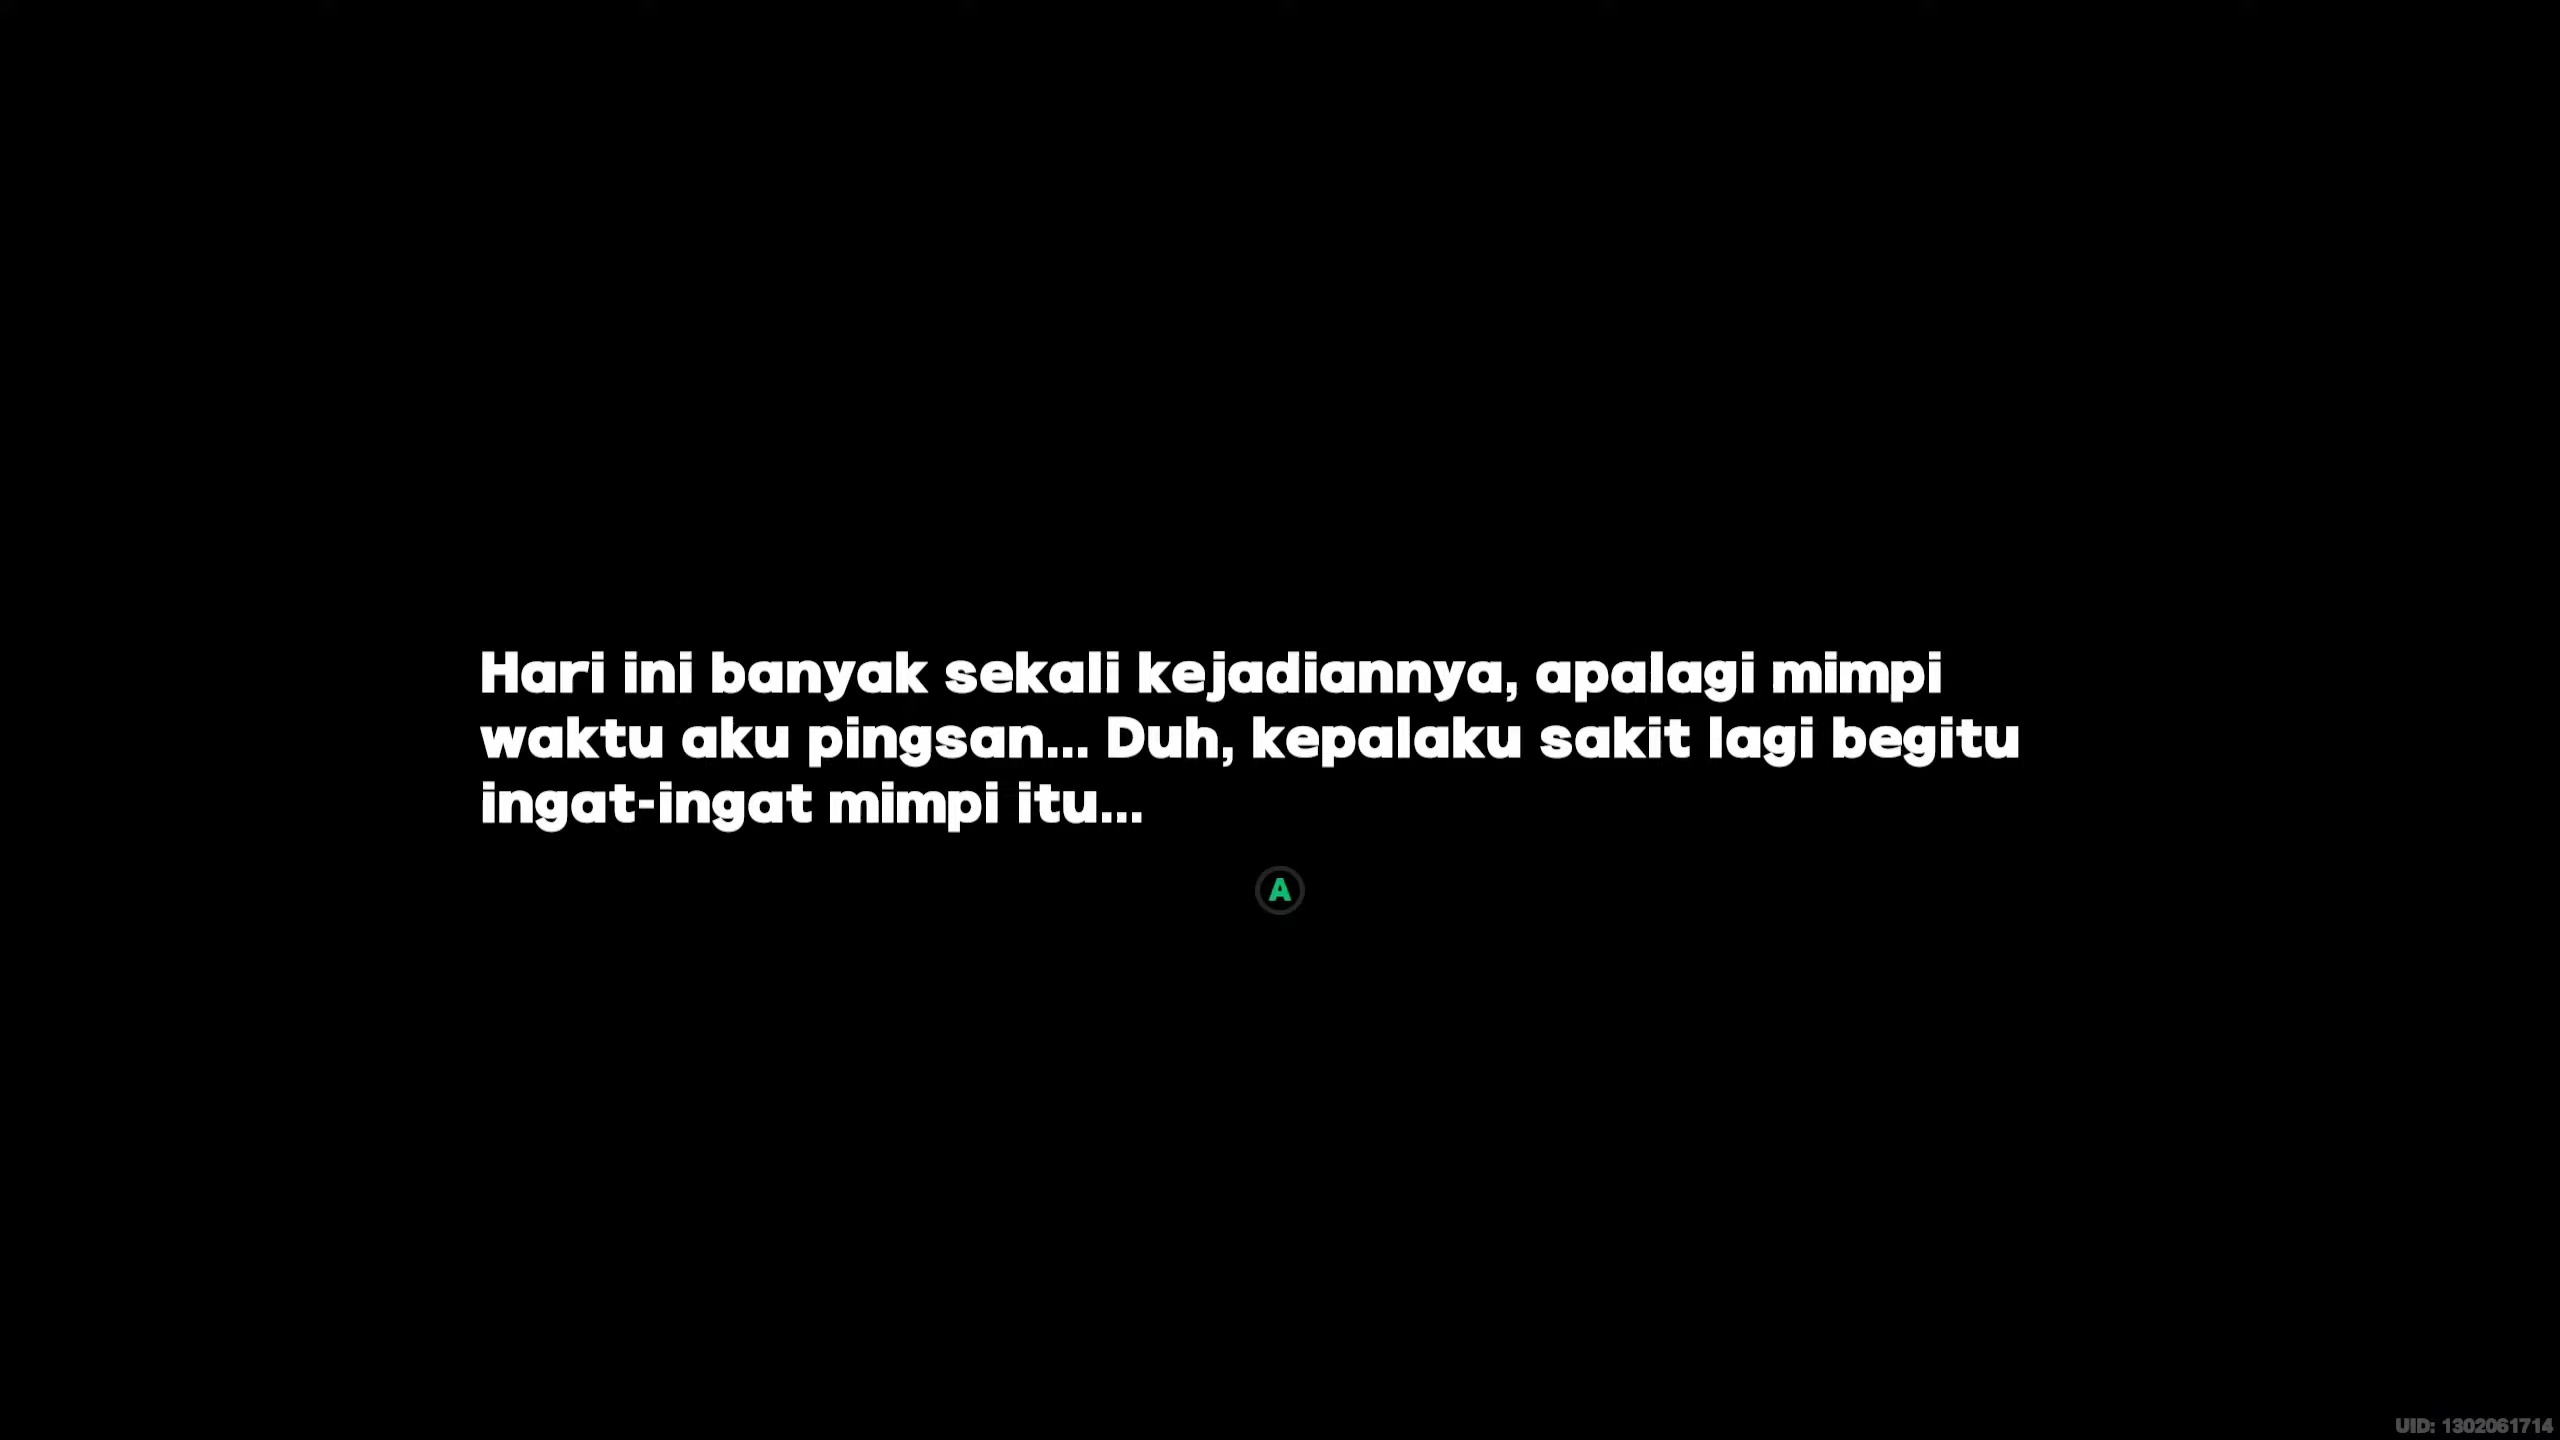 Hari ini banyak sekali kejadiannya, apalagi mimpi
waktu aku pingsan... Duh, kepalaku sakit lagi begitu
ingat-ingat mimpi itu...
A
UID: 1302061714